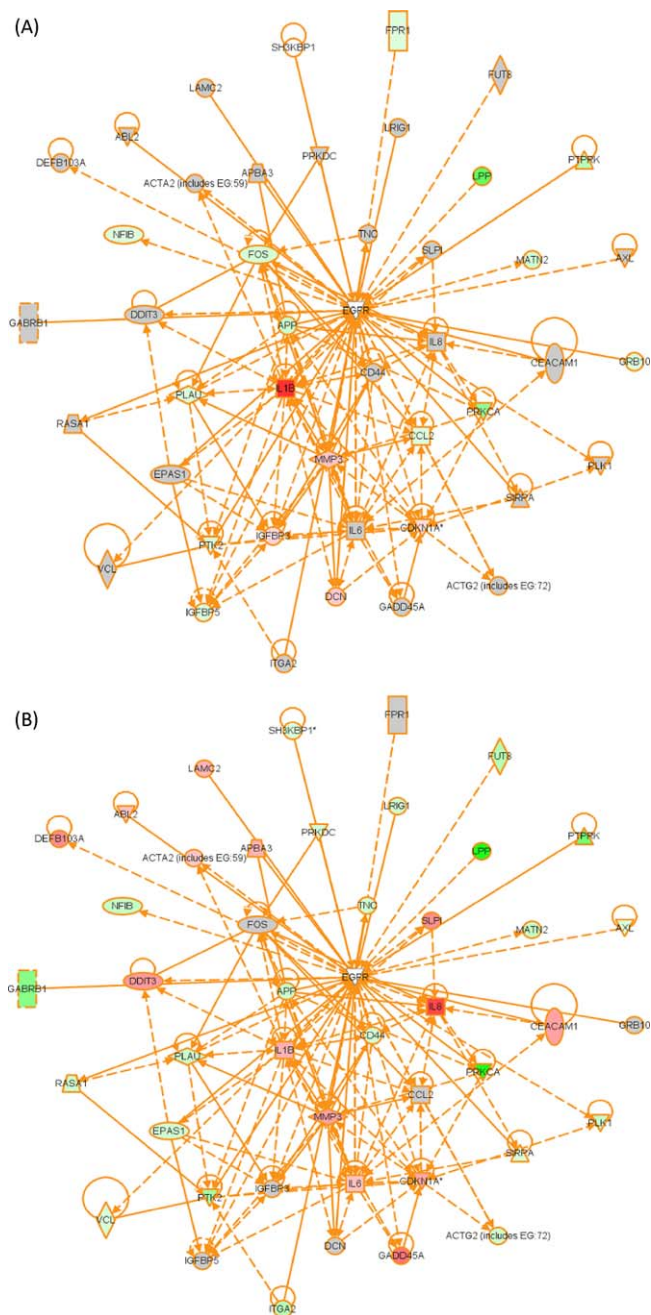 (A)
FPR1
SH3KBP1
FUT8
LAMC2
LRIG1
ABL2
PRKDC
DEFB103A
PTPRK
APBA3
LPP
ACTA2 (includes EG:59)
TNC
NFIB
SLPI
FOS
MATN2
AXL
EGFR
GABRB1
DDIT3
APP
IL8
CEACAM1
GRB10
CD44
IL1B
PLAU
PRKCA
RASA1
CCL2
MMP3
PLK1
EPAS1
SIRPA
IGFBP3
IL6
CDKN1A*
PTK2
VCL
ACTG2 (includes EG:72)
DCN
GADD45A
IGFBP5
ITGA2
(B)
FPR1
SH3KBP1*
FUT8
LAMC2
LRIG1
ABL2
PRKDC
DEFB103A
PTPRK
APBA3
LPP
ACTA2 (includes EG:59)
TNC
NFIB
SLPI
FOS
MATN2
AXL
EGFR
GABRB1
DDIT3
APP
IL8
CEACAM1
GRB10
CD44
IL1B
PLAU
PRKCA
RASA1
CCL2
MMP3
PLK1
EPAS1
SIRPA
IGFBP3
IL6
CDKN1A*
PTK2
VCL
ACTG2 (includes EG:72)
DCN
GADD45A
IGFBP5
ITGA2